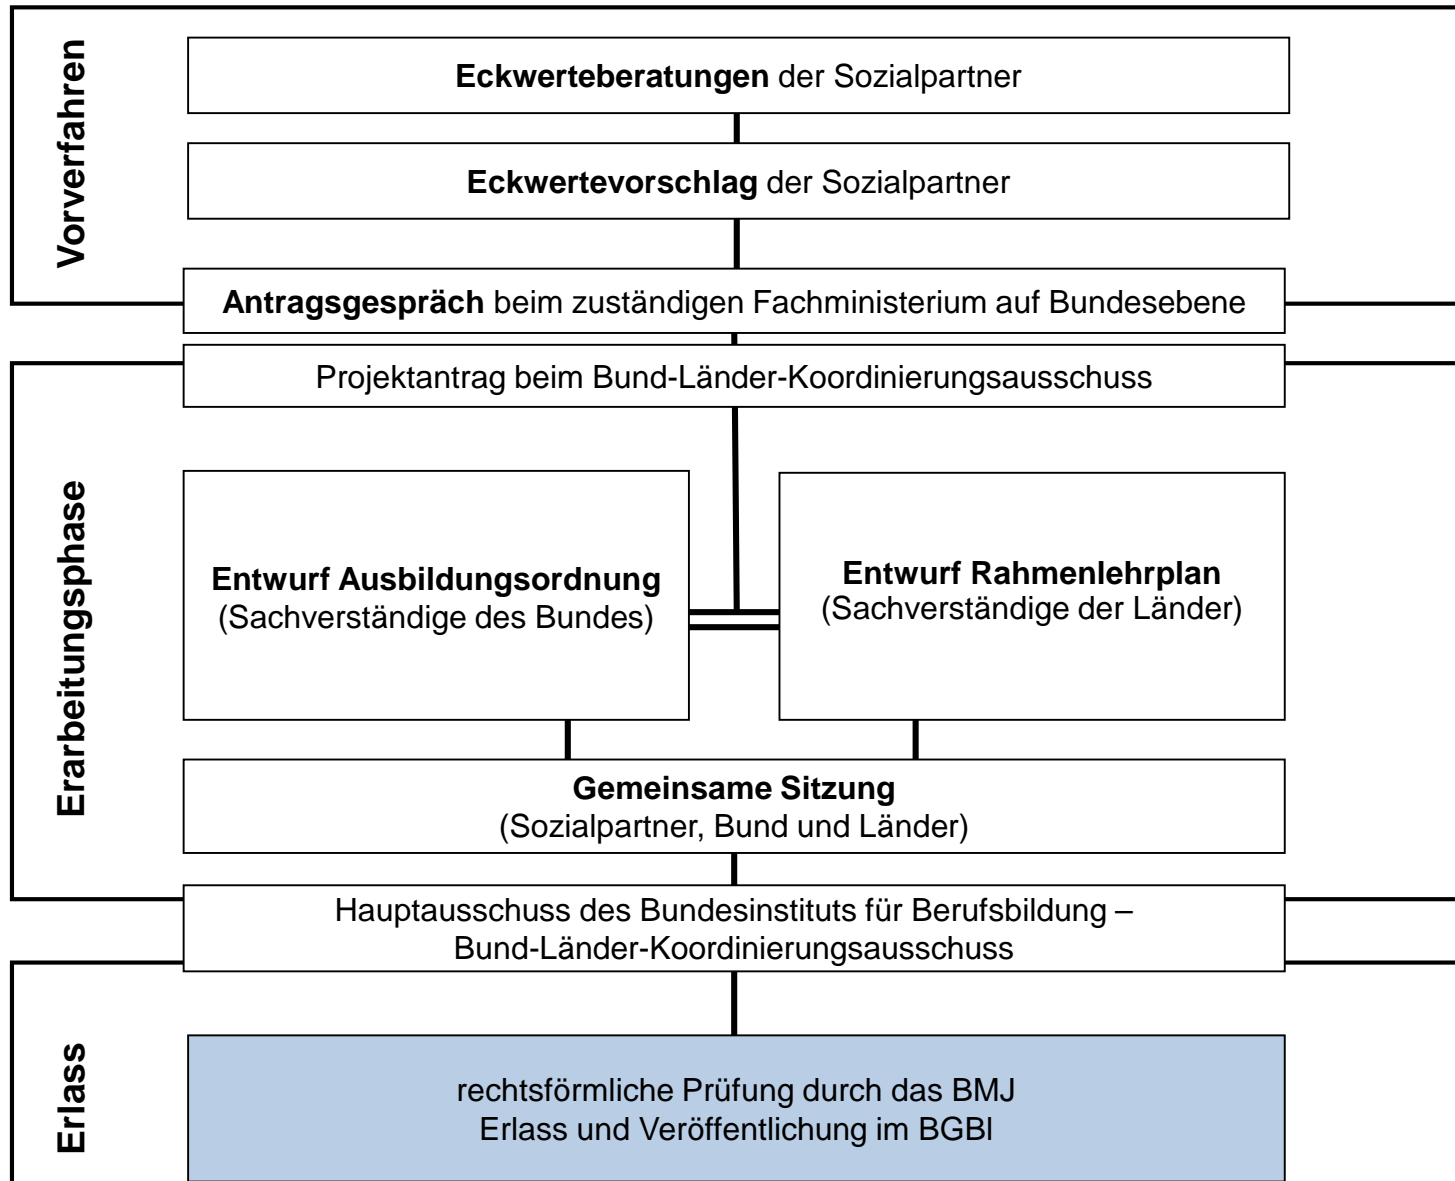 Vorverfahren
Eckwerteberatungen der Sozialpartner
Eckwertevorschlag der Sozialpartner
Antragsgespräch beim zuständigen Fachministerium auf Bundesebene
Erarbeitungsphase
Projektantrag beim Bund-Länder-Koordinierungsausschuss
Entwurf Ausbildungsordnung
(Sachverständige des Bundes)
Entwurf Rahmenlehrplan
(Sachverständige der Länder)
Gemeinsame Sitzung
(Sozialpartner, Bund und Länder)
Hauptausschuss des Bundesinstituts für Berufsbildung –
Bund-Länder-Koordinierungsausschuss
Erlass
rechtsförmliche Prüfung durch das BMJ
Erlass und Veröffentlichung im BGBl